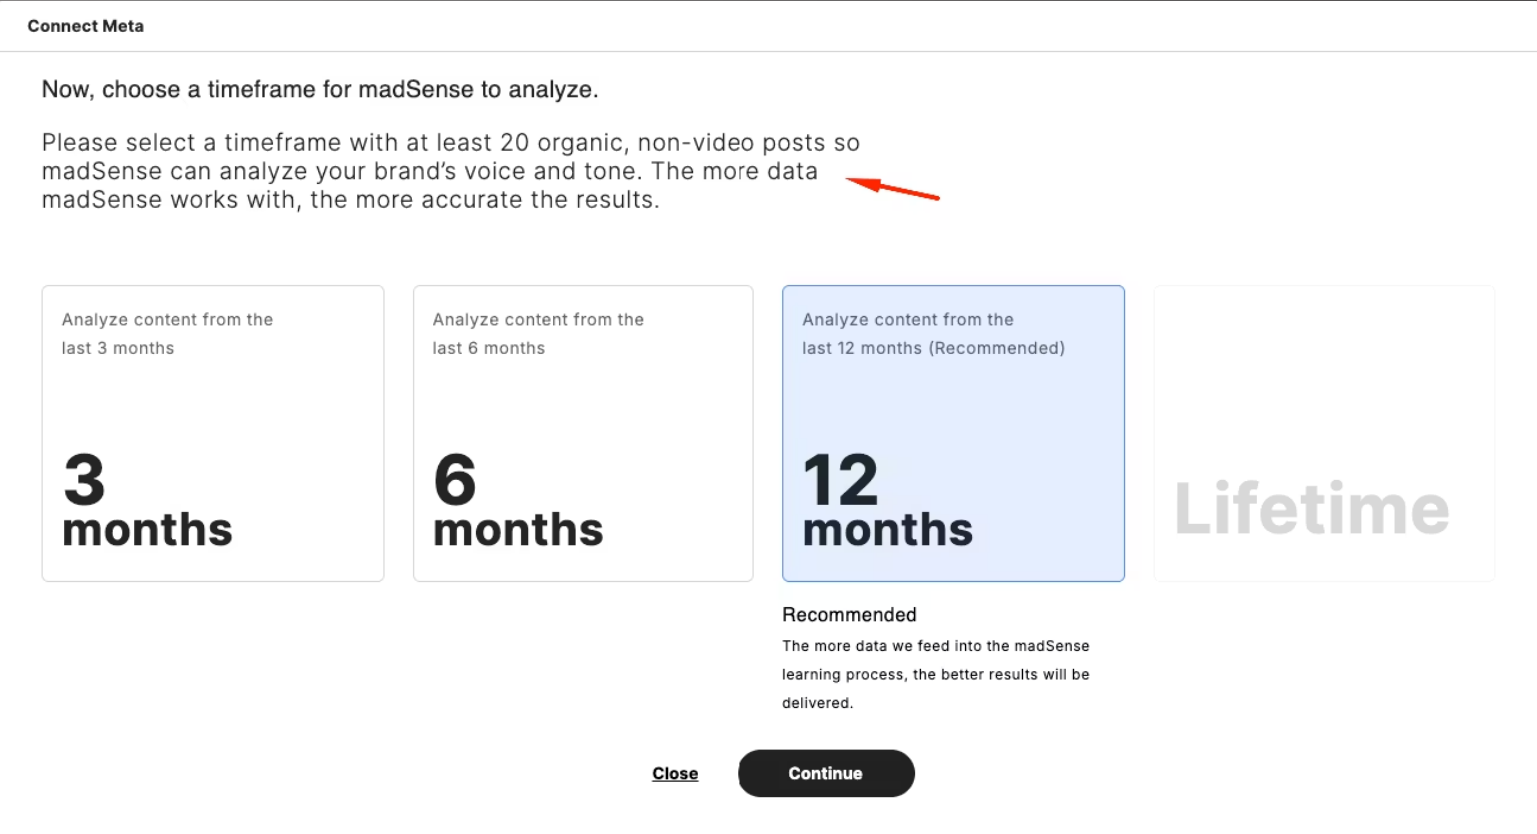 Connect Meta
Now, choose a timeframe for madSense to analyze.
Please select a timeframe with at least 20 organic, non-video posts so
madSense can analyze your brand’s voice and tone. The more data
madSense works with, the more accurate the results.
Analyze content from the
last 3 months
3
months
Analyze content from the
last 6 months
6
months
Analyze content from the
last 12 months (Recommended)
12
months
Lifetime
Recommended
The more data we feed into the madSense
learning process, the better results will be
delivered.
Close
Continue